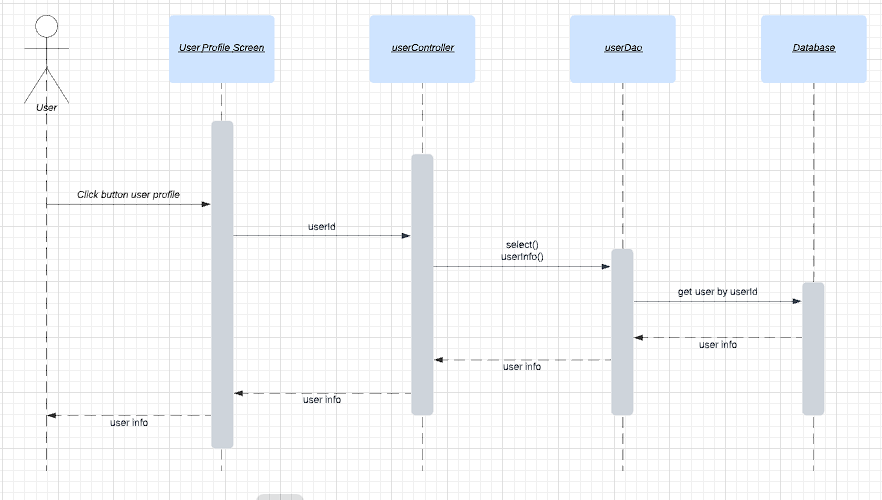 User Profile Screen
userController
userDao
Database
User
Click button user profile
userId
select()
userInfo()
get user by userId
user info
user info
user info
user info